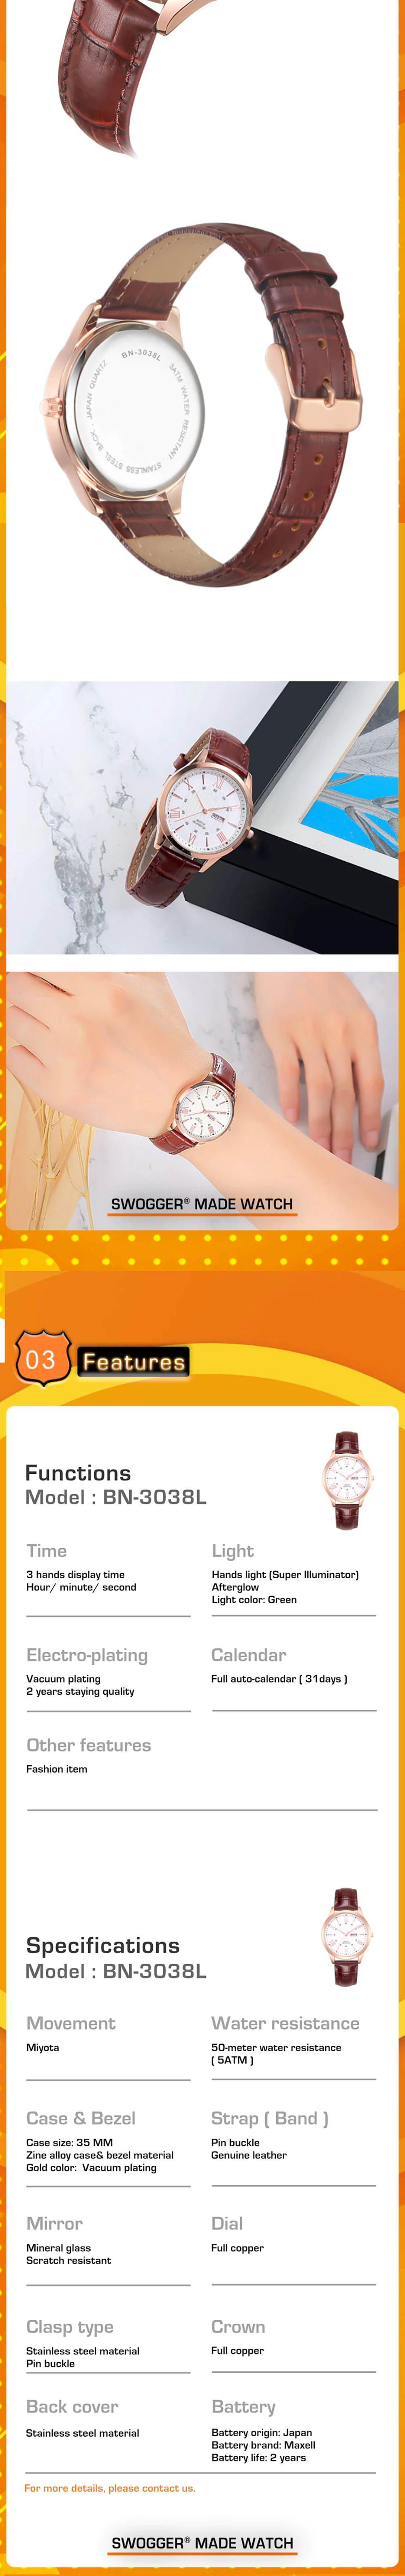 BN-3038L
3ATM WATER RESISTANT · STAINLESS STEEL BACK · JAPAN QUARTZ
SWOGGER® MADE WATCH
03 Features
Functions
Model : BN-3038L
Time
3 hands display time
Hour/ minute/ second
Light
Hands light (Super Illuminator)
Afterglow
Light color: Green
Electro-plating
Vacuum plating
2 years staying quality
Calendar
Full auto-calendar ( 31days )
Other features
Fashion item
Specifications
Model : BN-3038L
Movement
Miyota
Water resistance
50-meter water resistance
( 5ATM )
Case & Bezel
Case size: 35 MM
Zine alloy case& bezel material
Gold color: Vacuum plating
Strap ( Band )
Pin buckle
Genuine leather
Mirror
Mineral glass
Scratch resistant
Dial
Full copper
Clasp type
Stainless steel material
Pin buckle
Crown
Full copper
Back cover
Stainless steel material
Battery
Battery origin: Japan
Battery brand: Maxell
Battery life: 2 years
For more details, please contact us.
SWOGGER® MADE WATCH